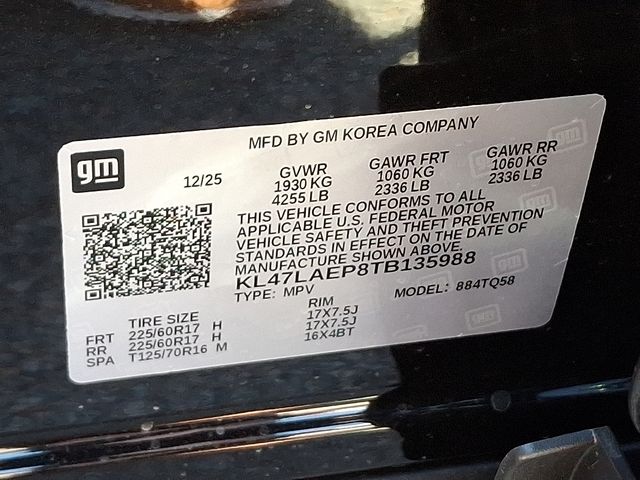 MFD BY GM KOREA COMPANY
gm
12/25
GVWR GAWR FRT GAWR RR
1930 KG 1060 KG 1060 KG
4255 LB 2336 LB 2336 LB
THIS VEHICLE CONFORMS TO ALL
APPLICABLE U.S. FEDERAL MOTOR
VEHICLE SAFETY AND THEFT PREVENTION
STANDARDS IN EFFECT ON THE DATE OF
MANUFACTURE SHOWN ABOVE.
KL47LAEP8TB135988
TYPE: MPV MODEL: 884TQ58
TIRE SIZE RIM
FRT 225/60R17 H 17X7.5J
RR 225/60R17 H 17X7.5J
SPA T125/70R16 M 16X4BT